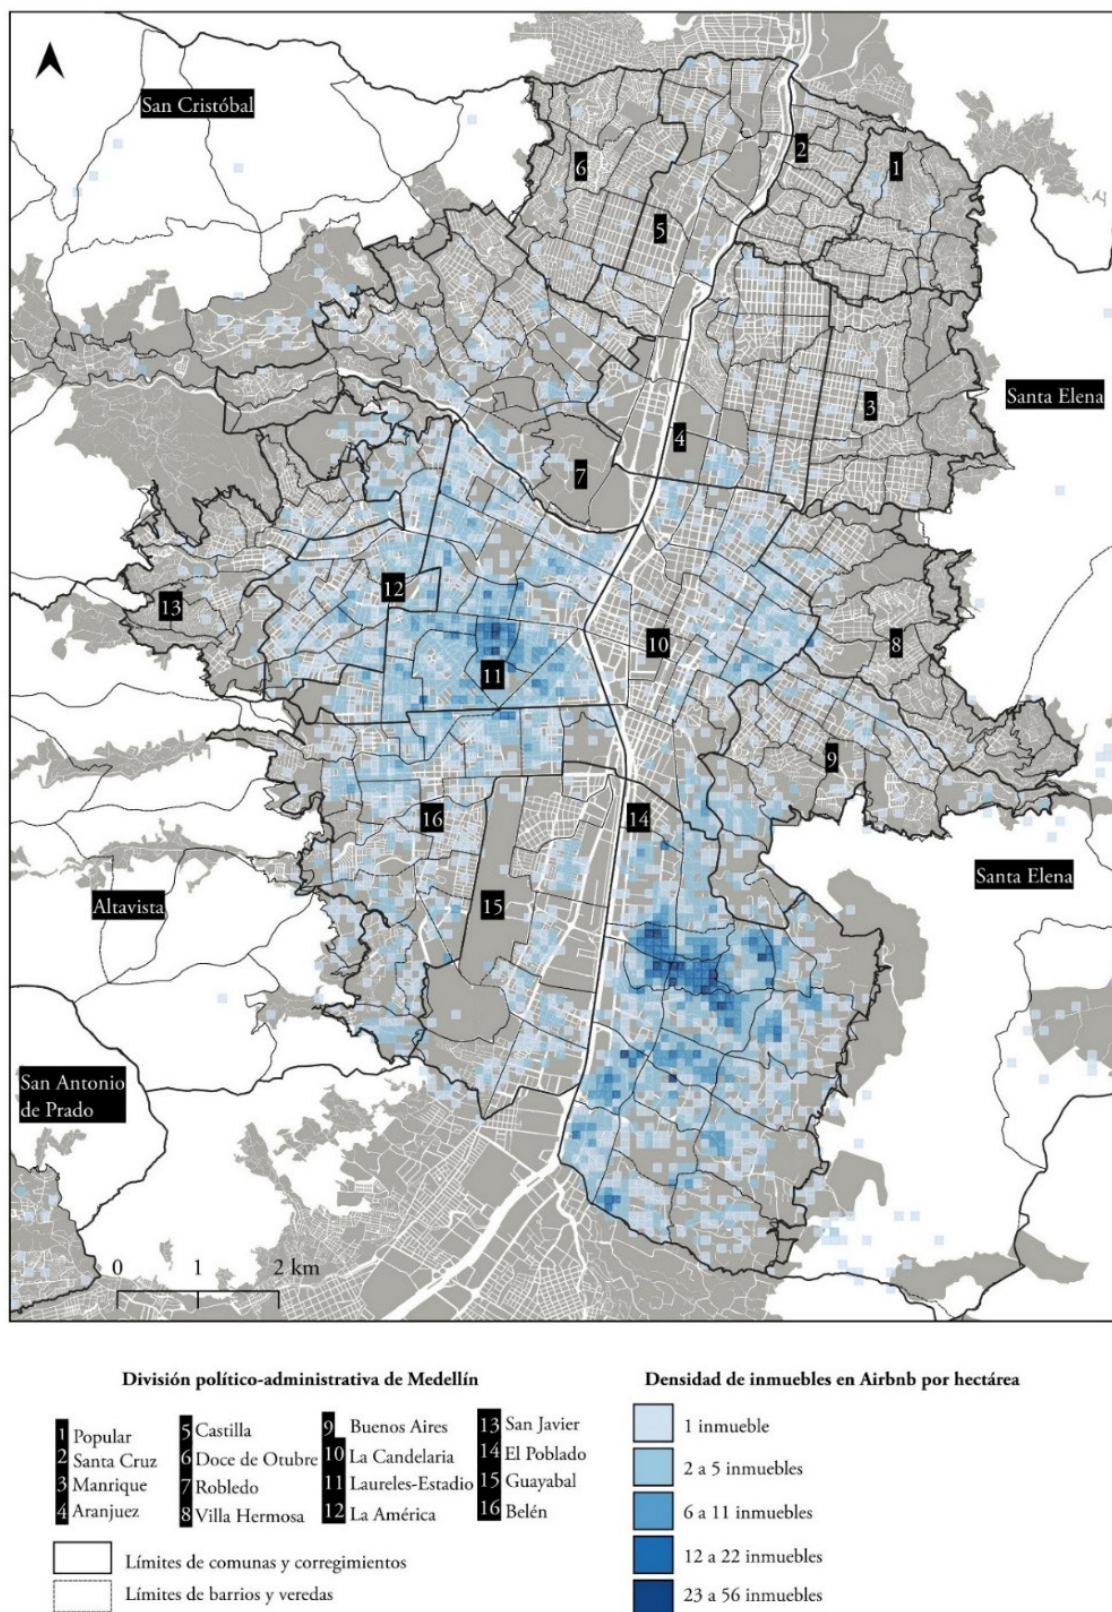 San Cristóbal
2
1
6
5
Santa Elena
3
4
7
12
13
10
8
11
9
14
16
Santa Elena
Altavista
15
San Antonio
de Prado
0 1 2 km
División político-administrativa de Medellín
1 Popular
2 Santa Cruz
3 Manrique
4 Aranjuez
5 Castilla
6 Doce de Otubre
7 Robledo
8 Villa Hermosa
9 Buenos Aires
10 La Candelaria
11 Laureles-Estadio
12 La América
13 San Javier
14 El Poblado
15 Guayabal
16 Belén
Límites de comunas y corregimientos
Límites de barrios y veredas
Densidad de inmuebles en Airbnb por hectárea
1 inmueble
2 a 5 inmuebles
6 a 11 inmuebles
12 a 22 inmuebles
23 a 56 inmuebles